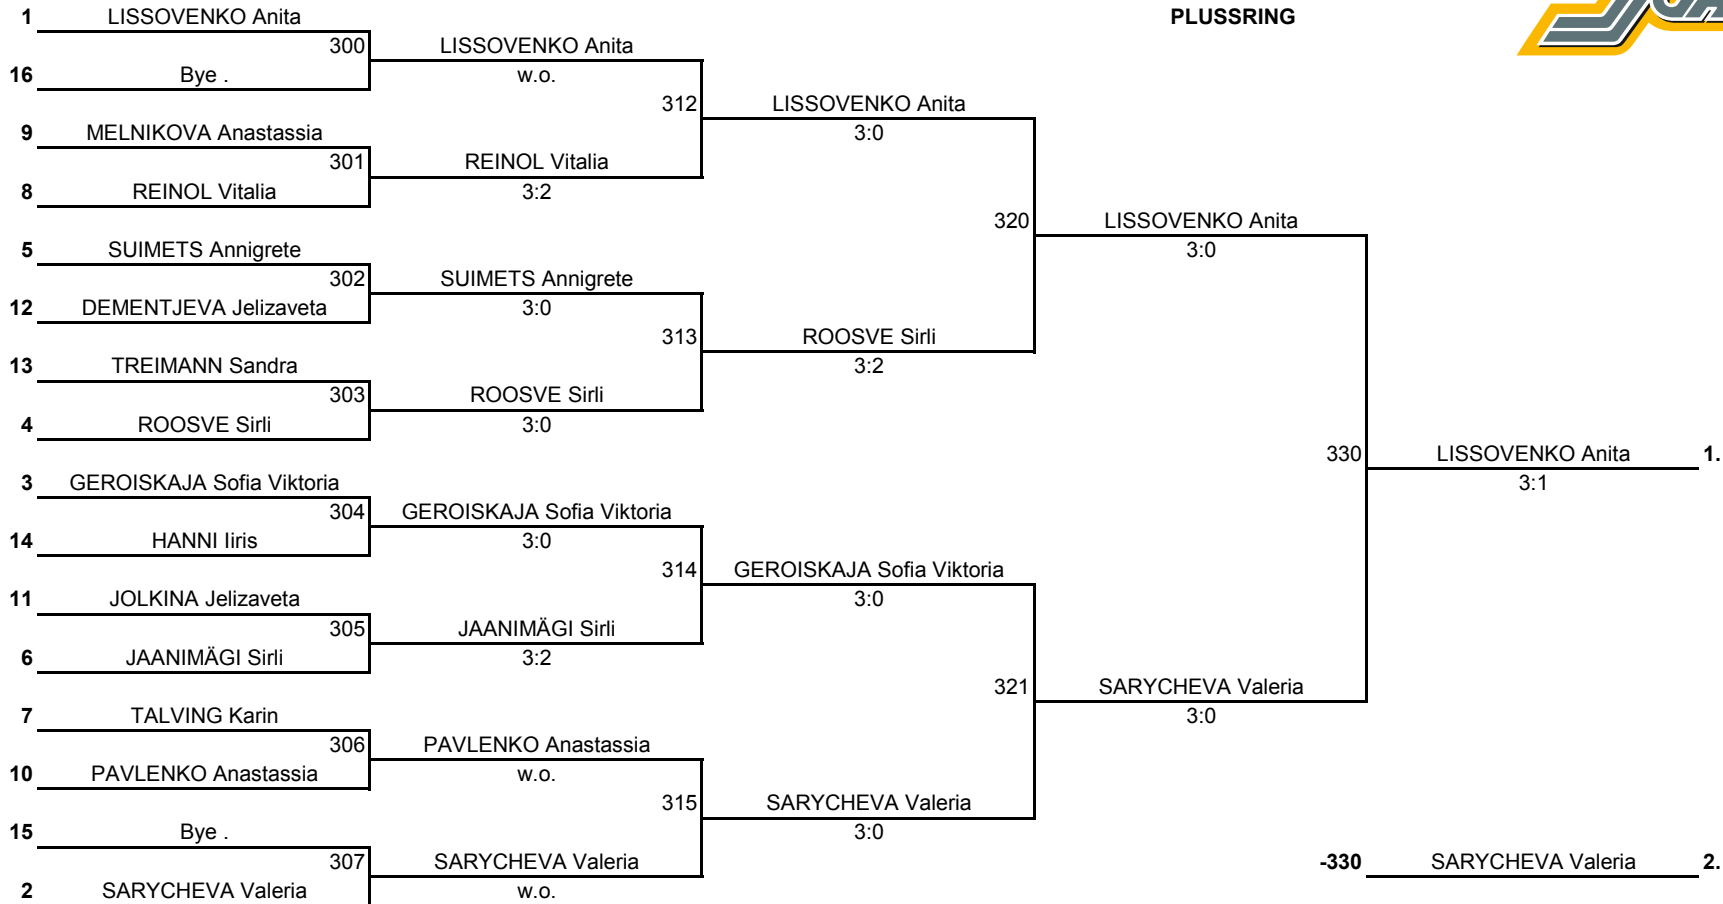 1 LISSOVENKO Anita PLUSSRING
300 LISSOVENKO Anita
16 Bye . w.o.
312 LISSOVENKO Anita
9 MELNIKOVA Anastassia 3:0
301 REINOL Vitalia
8 REINOL Vitalia 3:2
320 LISSOVENKO Anita
5 SUIMETS Annigrete 3:0
302 SUIMETS Annigrete
12 DEMENTJEVA Jelizaveta 3:0
313 ROOSVE Sirli
13 TREIMANN Sandra 3:2
303 ROOSVE Sirli
4 ROOSVE Sirli 3:0
330 LISSOVENKO Anita 1.
3 GEROISKAJA Sofia Viktoria 3:1
304 GEROISKAJA Sofia Viktoria
14 HANNI Iiris 3:0
314 GEROISKAJA Sofia Viktoria
11 JOLKINA Jelizaveta 3:0
305 JAANIMÄGI Sirli
6 JAANIMÄGI Sirli 3:2
321 SARYCHEVA Valeria
7 TALVING Karin 3:0
306 PAVLENKO Anastassia
10 PAVLENKO Anastassia w.o.
315 SARYCHEVA Valeria
15 Bye . 3:0
307 SARYCHEVA Valeria -330 SARYCHEVA Valeria 2.
2 SARYCHEVA Valeria w.o.